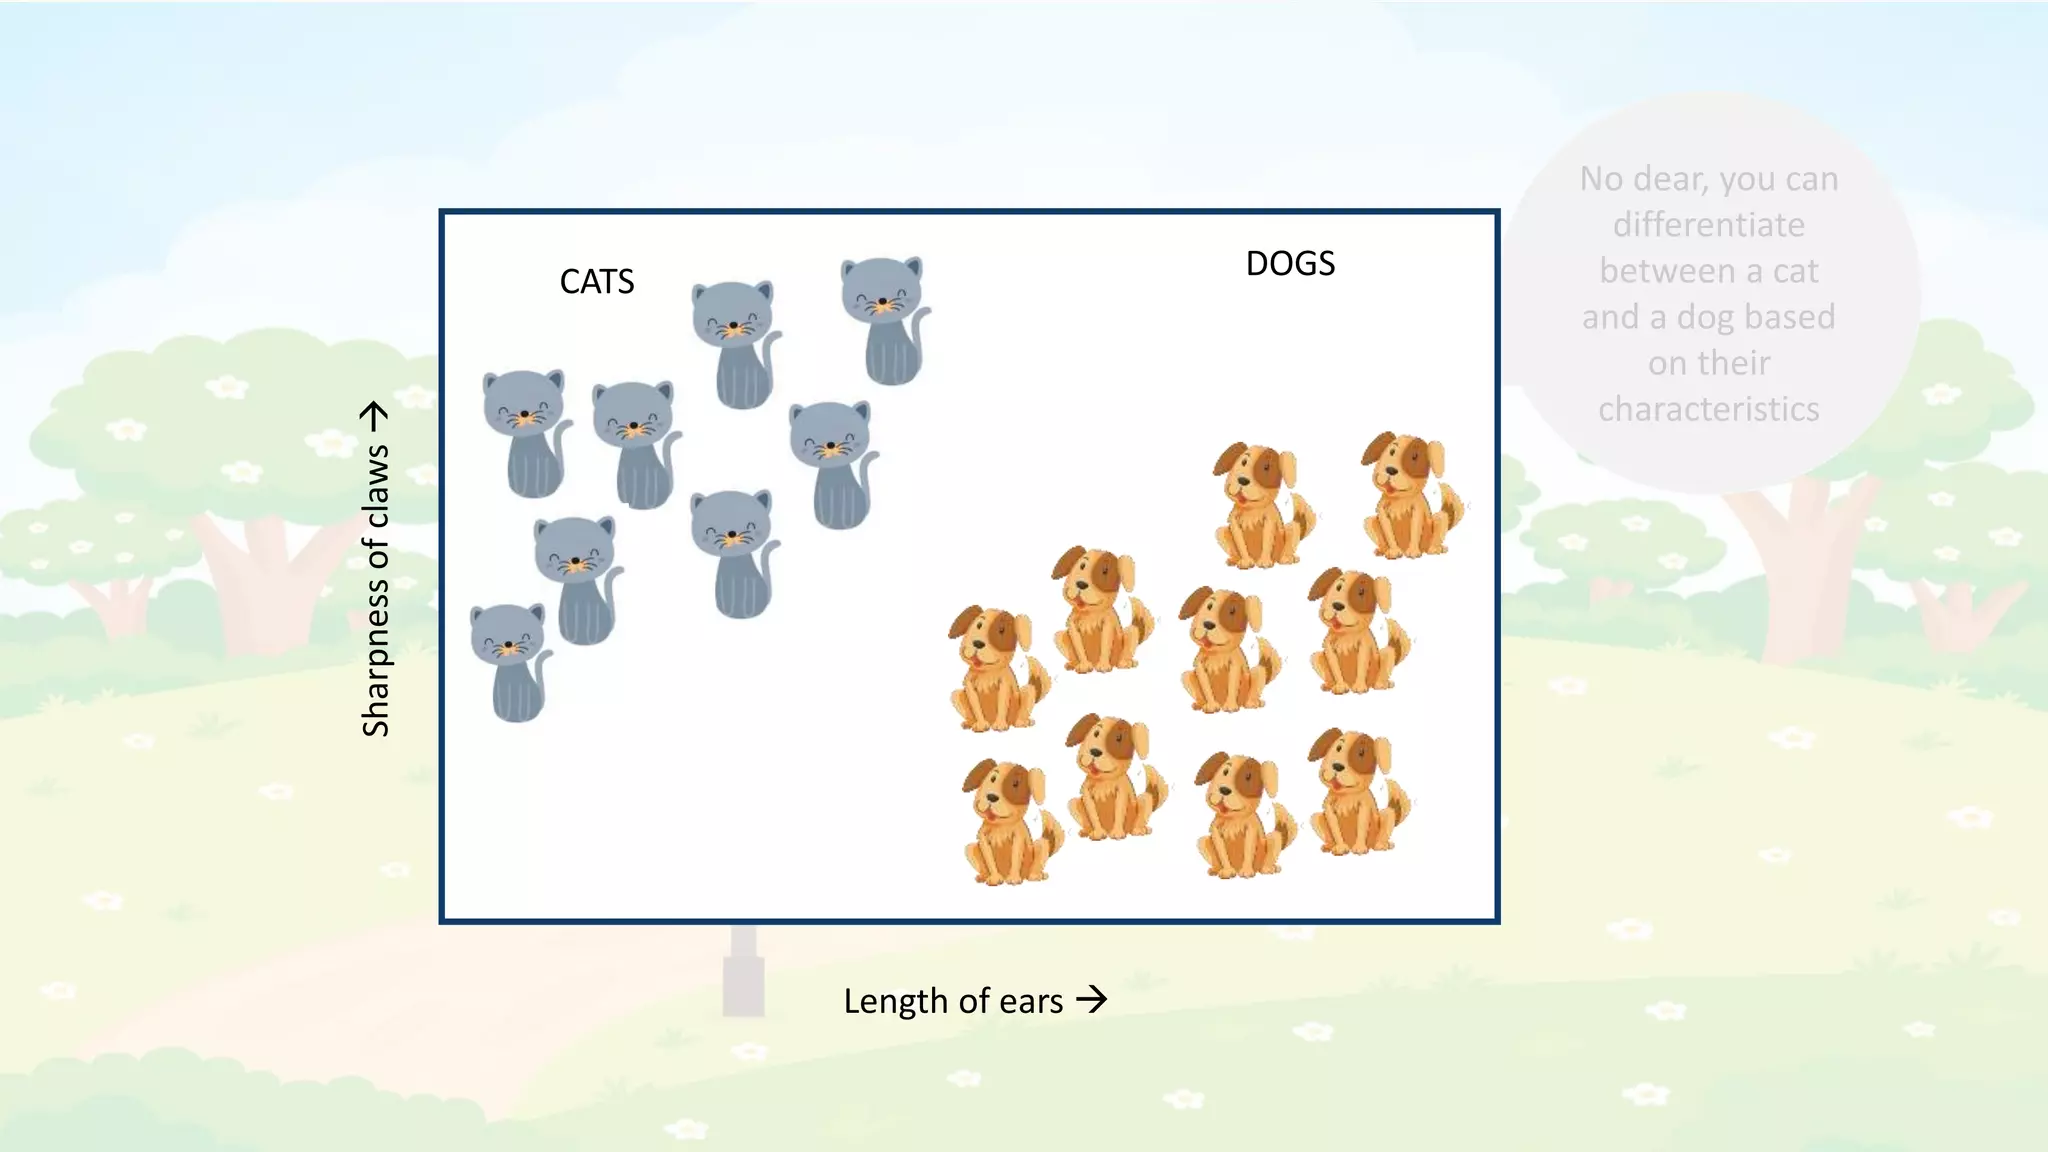 No dear, you can
differentiate
between a cat
and a dog based
on their
characteristics
CATS
DOGS
Sharpness of claws →
Length of ears →